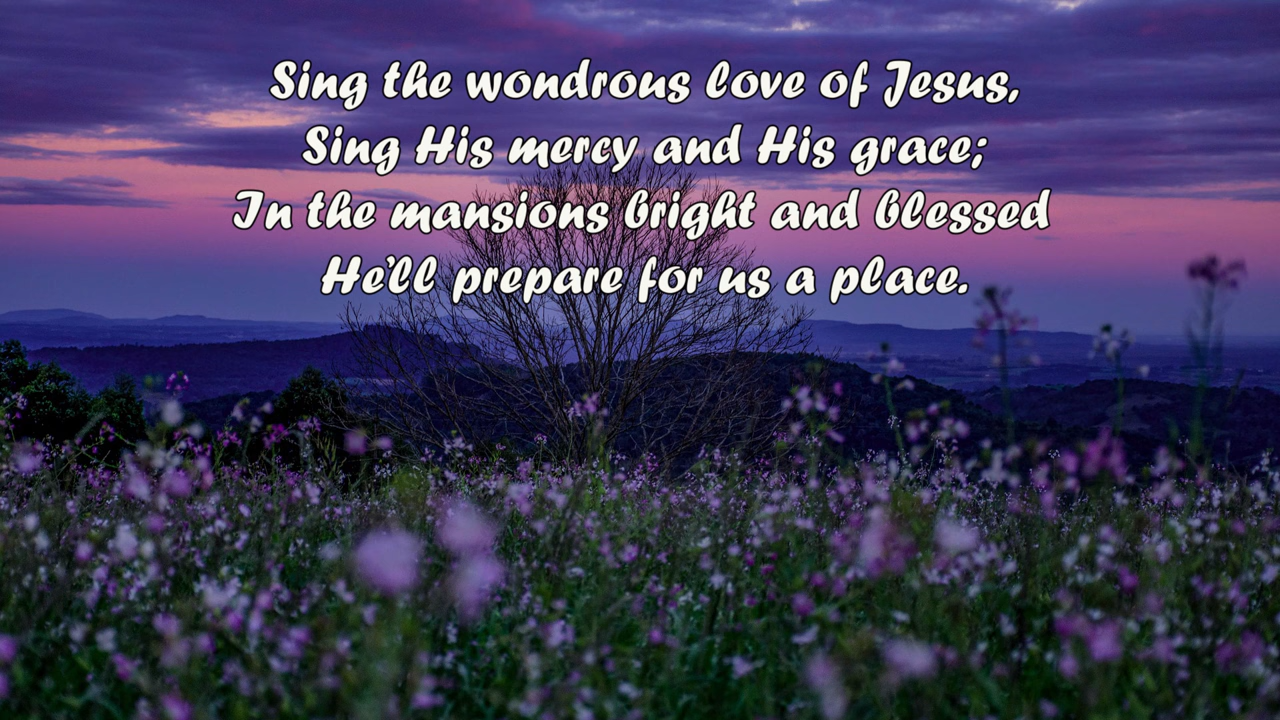 Sing the wondrous love of Jesus,
Sing His mercy and His grace;
In the mansions bright and blessed
He'll prepare for us a place.